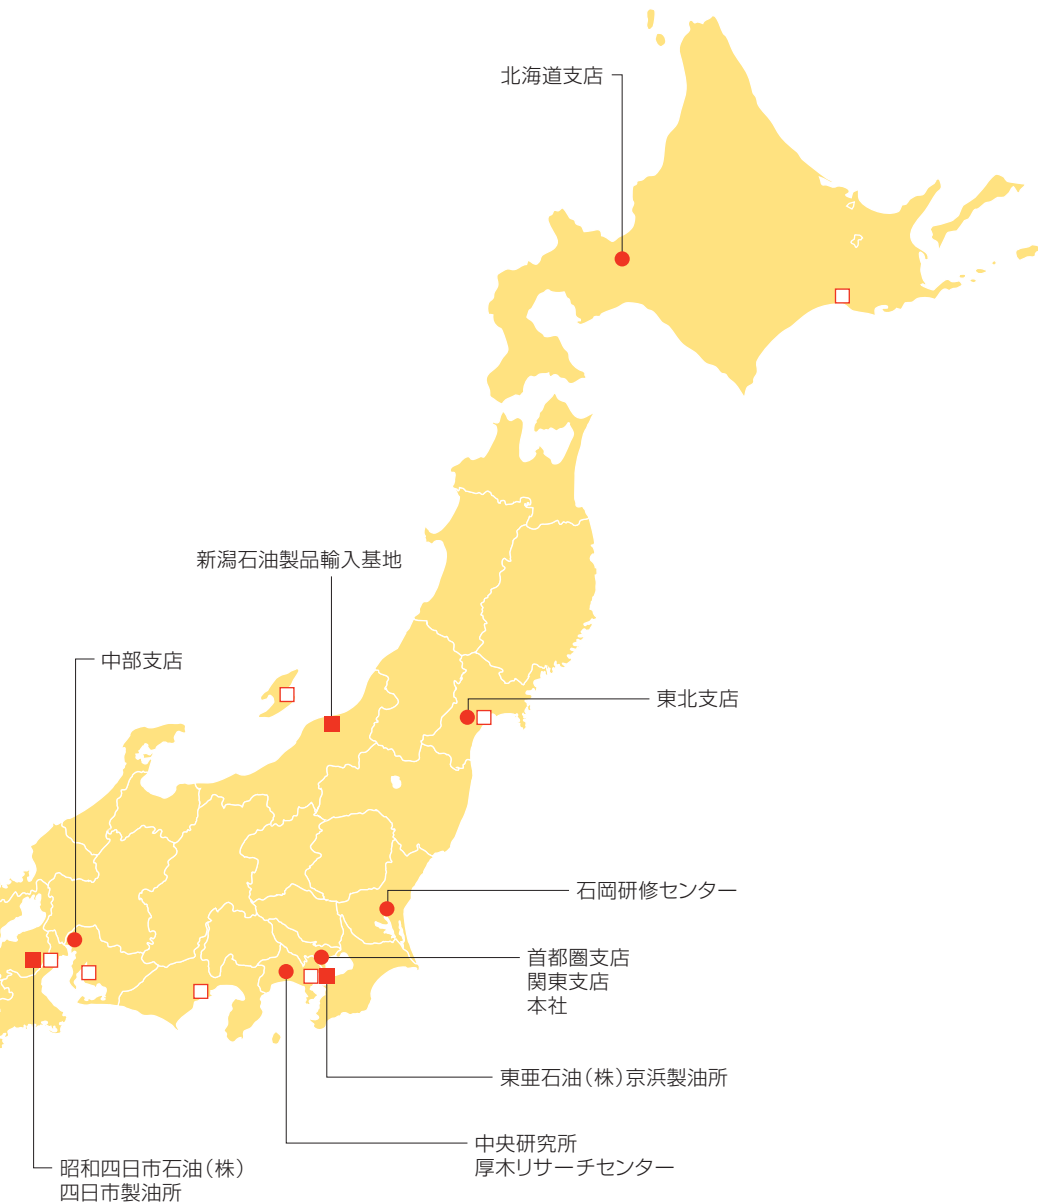 北海道支店
新潟石油製品輸入基地
中部支店
東北支店
石岡研修センター
首都圏支店
関東支店
本社
東亜石油(株)京浜製油所
中央研究所
厚木リサーチセンター
昭和四日市石油(株)
四日市製油所